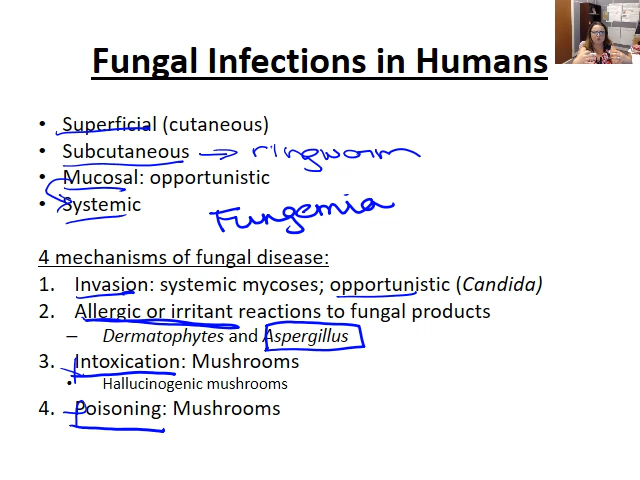 Fungal Infections in Humans
• Superficial (cutaneous)
• Subcutaneous → ringworm
• Mucosal: opportunistic
• Systemic
Fungemia
4 mechanisms of fungal disease:
1. Invasion: systemic mycoses; opportunistic (Candida)
2. Allergic or irritant reactions to fungal products
– Dermatophytes and Aspergillus
3. Intoxication: Mushrooms
• Hallucinogenic mushrooms
4. Poisoning: Mushrooms